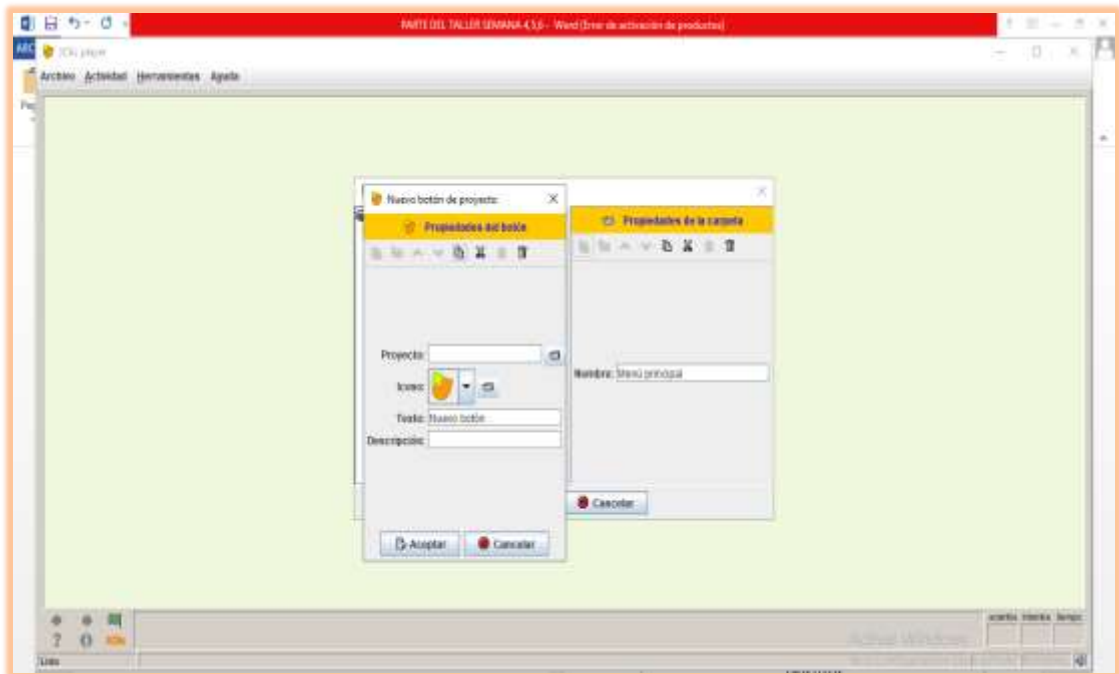 PARTE DEL TALLER SEMANA-4,5,6 - Word (Error de activación de productos)
JClic player
Archivo Actividad Herramientas Ayuda
Nuevo botón de proyecto
Propiedades del botón
Propiedades de la carpeta
Proyecto:
Icono:
Texto: Nuevo botón
Descripción:
Nombre: Menú principal
Aceptar
Cancelar
Cancelar
aciertos intentos tiempo
Activar Windows
Listo